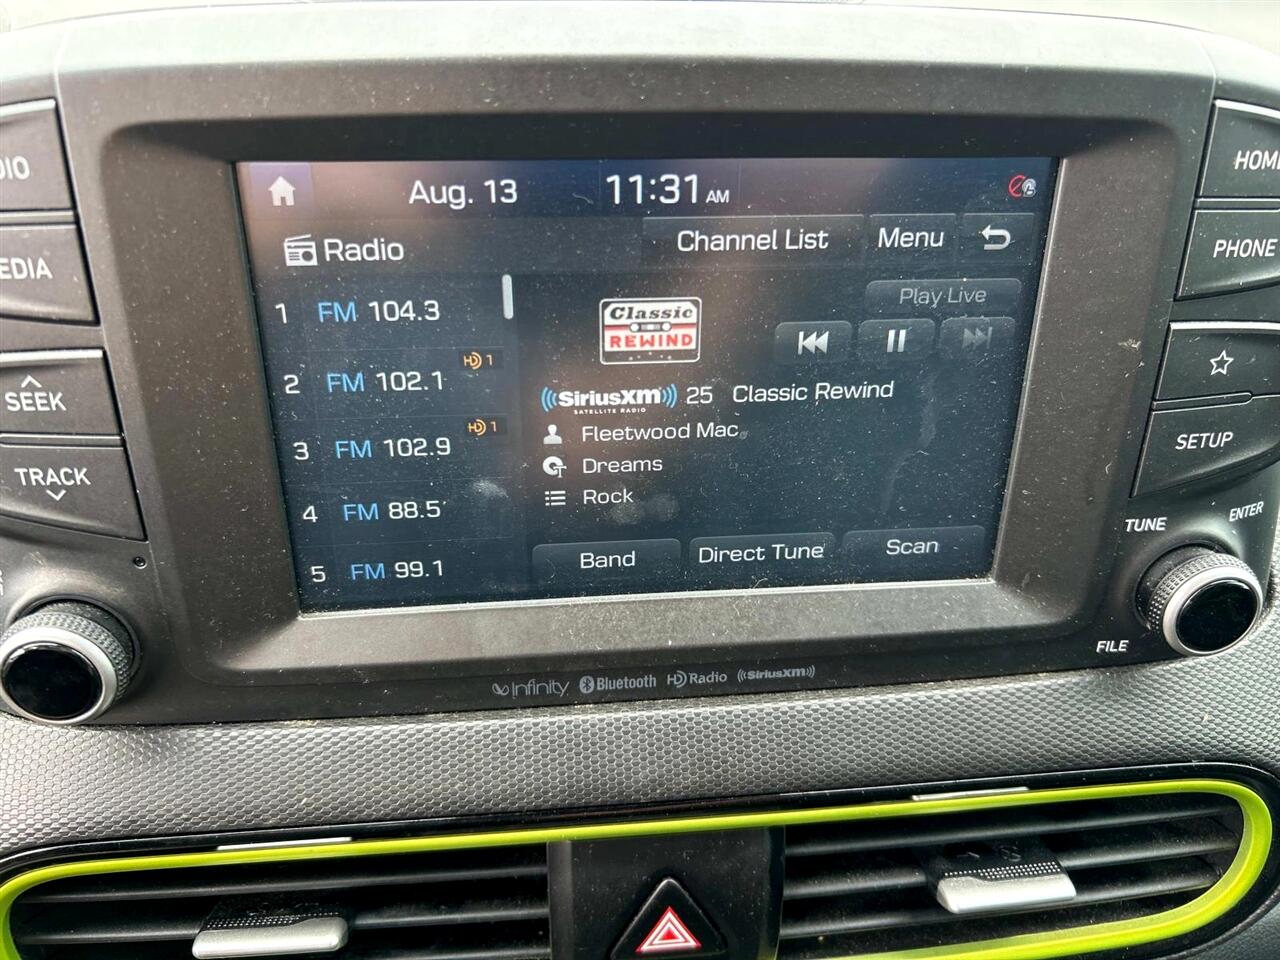 Aug. 13 11:31 AM
HOME
Radio Channel List Menu
PHONE
1 FM 104.3
Play Live
Classic REWIND
2 FM 102.1 HD 1
SEEK
SiriusXM SATELLITE RADIO 25 Classic Rewind
3 FM 102.9 HD 1
Fleetwood Mac
SETUP
TRACK
Dreams
Rock
4 FM 88.5
TUNE ENTER
5 FM 99.1
Band Direct Tune Scan
FILE
Infinity Bluetooth HD Radio SiriusXM